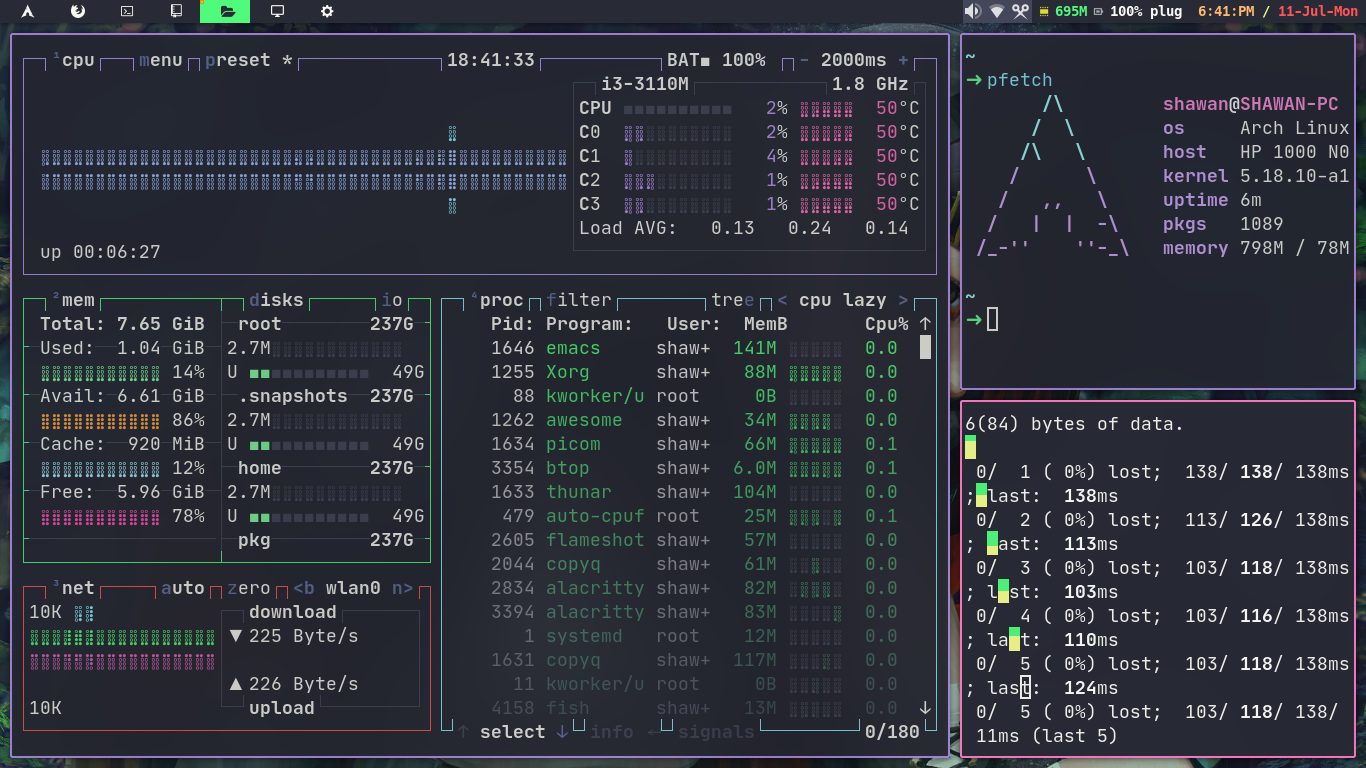 695M 100% plug 6:41:PM / 11-Jul-Mon
¹cpu menu preset * 18:41:33 BAT■ 100% - 2000ms +
i3-3110M 1.8 GHz
CPU 2% 50°C
C0 2% 50°C
C1 4% 50°C
C2 1% 50°C
C3 1% 50°C
Load AVG: 0.13 0.24 0.14
up 00:06:27
²mem disks io
Total: 7.65 GiB
Used: 1.04 GiB
14%
Avail: 6.61 GiB
86%
Cache: 920 MiB
12%
Free: 5.96 GiB
78%
root 237G
2.7M
U 49G
.snapshots 237G
2.7M
U 49G
home 237G
2.7M
U 49G
pkg 237G
³net auto zero <b wlan0 n>
10K
download
▼ 225 Byte/s
▲ 226 Byte/s
upload
10K
⁴proc filter tree < cpu lazy >
Pid: Program: User: MemB Cpu% ↑
1646 emacs shaw+ 141M 0.0
1255 Xorg shaw+ 88M 0.0
88 kworker/u root 0B 0.0
1262 awesome shaw+ 34M 0.0
1634 picom shaw+ 66M 0.1
3354 btop shaw+ 6.0M 0.1
1633 thunar shaw+ 104M 0.0
479 auto-cpuf root 25M 0.1
2605 flameshot shaw+ 57M 0.0
2044 copyq shaw+ 61M 0.0
2834 alacritty shaw+ 82M 0.0
3394 alacritty shaw+ 83M 0.0
1 systemd root 12M 0.0
1631 copyq shaw+ 117M 0.0
11 kworker/u root 0B 0.0
4158 fish shaw+ 13M 0.0 ↓
↑ select ↓ info ← signals 0/180
~
→ pfetch
/\
/ \
/\ \
/ \
/ ,, \
/ | | -\
/_-'' ''-_\
shawan@SHAWAN-PC
os Arch Linux
host HP 1000 N0
kernel 5.18.10-a1
uptime 6m
pkgs 1089
memory 798M / 78M
~
→
6(84) bytes of data.
0/ 1 ( 0%) lost; 138/ 138/ 138ms
; last: 138ms
0/ 2 ( 0%) lost; 113/ 126/ 138ms
; last: 113ms
0/ 3 ( 0%) lost; 103/ 118/ 138ms
; last: 103ms
0/ 4 ( 0%) lost; 103/ 116/ 138ms
; last: 110ms
0/ 5 ( 0%) lost; 103/ 118/ 138ms
; last: 124ms
0/ 5 ( 0%) lost; 103/ 118/ 138/
11ms (last 5)